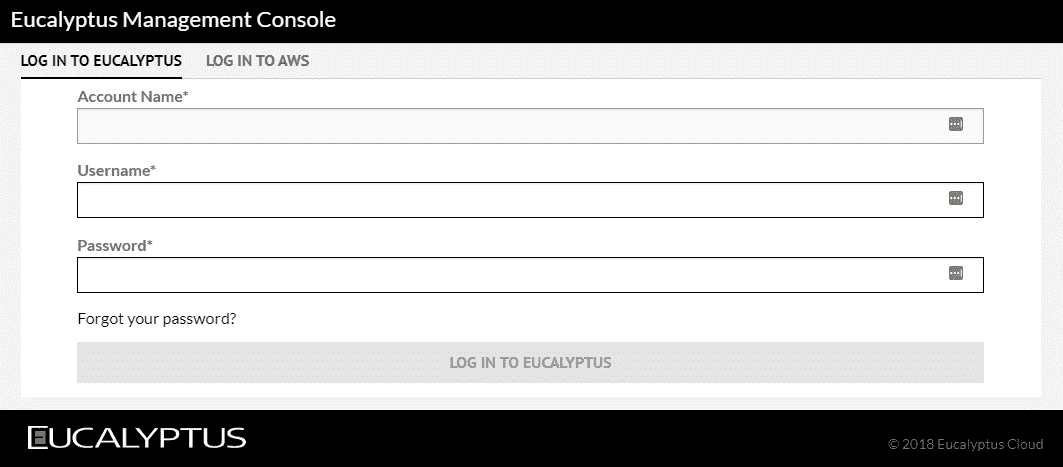 Eucalyptus Management Console
LOG IN TO EUCALYPTUS LOG IN TO AWS
Account Name*
Username*
Password*
Forgot your password?
LOG IN TO EUCALYPTUS
EUCALYPTUS
© 2018 Eucalyptus Cloud